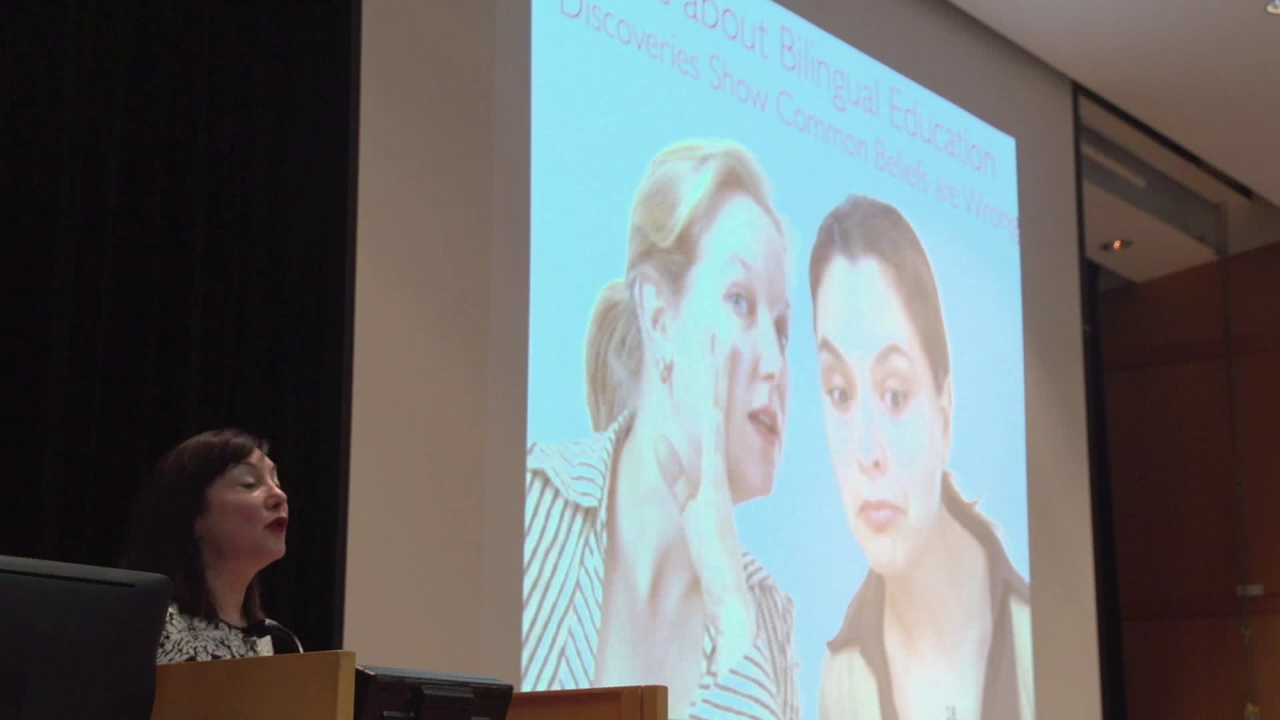 about Bilingual Education
Discoveries Show Common Beliefs are Wrong